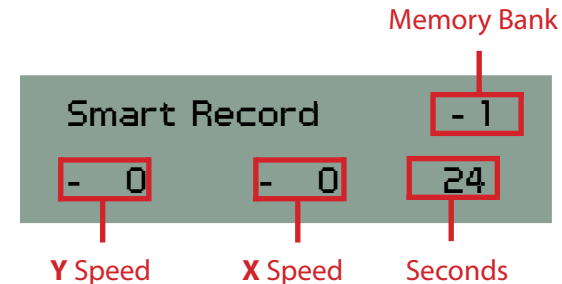 Memory Bank
Smart Record - 1
- 0 - 0 24
Y Speed X Speed Seconds